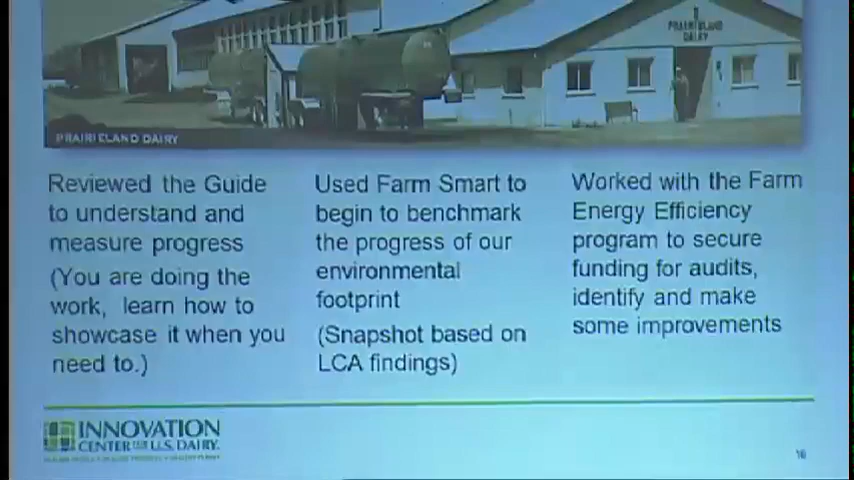 PRAIRIELAND
DAIRY
PRAIRIELAND DAIRY
Reviewed the Guide
to understand and
measure progress
(You are doing the
work, learn how to
showcase it when you
need to.)
Used Farm Smart to
begin to benchmark
the progress of our
environmental
footprint
(Snapshot based on
LCA findings)
Worked with the Farm
Energy Efficiency
program to secure
funding for audits,
identify and make
some improvements
INNOVATION
CENTER FOR U.S. DAIRY.
16